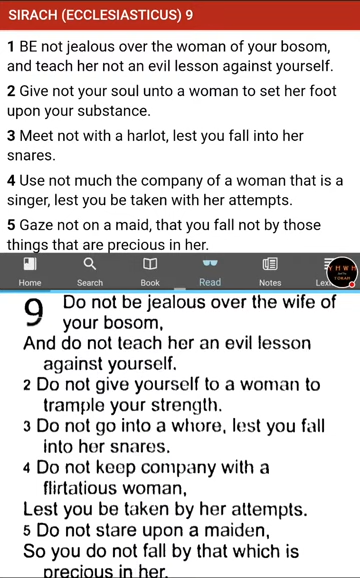 SIRACH (ECCLESIASTICUS) 9
1 BE not jealous over the woman of your bosom,
and teach her not an evil lesson against yourself.
2 Give not your soul unto a woman to set her foot
upon your substance.
3 Meet not with a harlot, lest you fall into her
snares.
4 Use not much the company of a woman that is a
singer, lest you be taken with her attempts.
5 Gaze not on a maid, that you fall not by those
things that are precious in her.
Home Search Book Read Notes Lex
9 Do not be jealous over the wife of
your bosom,
And do not teach her an evil lesson
against yourself.
2 Do not give yourself to a woman to
trample your strength.
3 Do not go into a whore, lest you fall
into her snares.
4 Do not keep company with a
flirtatious woman,
Lest you be taken by her attempts.
5 Do not stare upon a maiden,
So you do not fall by that which is
precious in her.